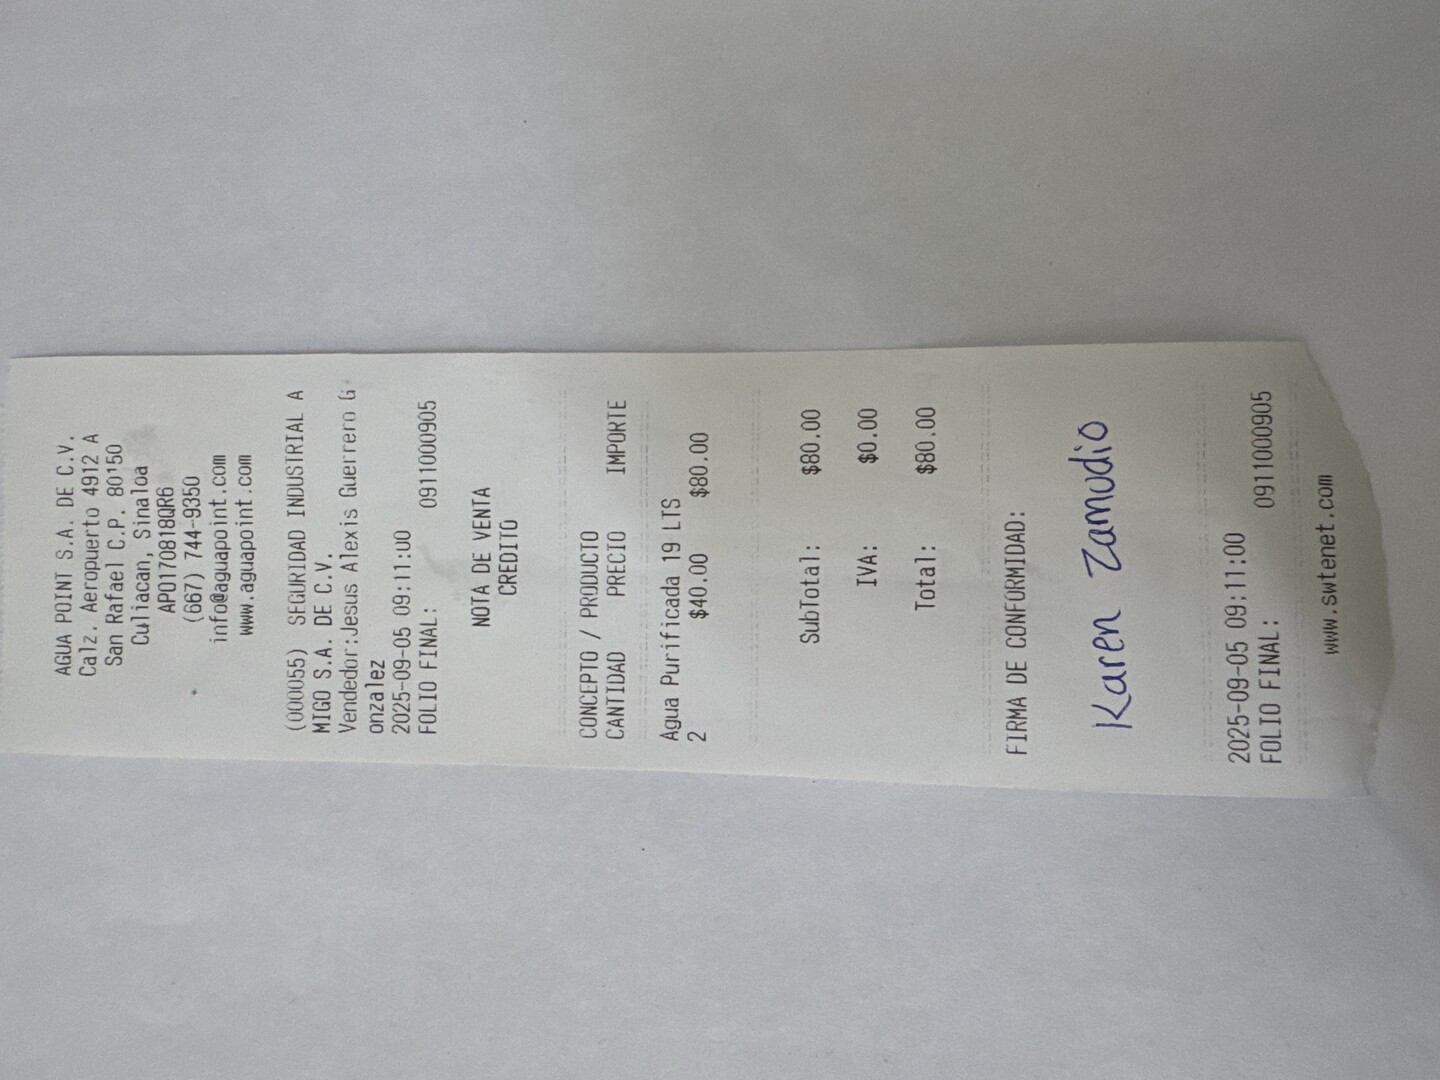 AGUA POINT S.A. DE C.V.
Calz. Aeropuerto 4912 A
San Rafael C.P. 80150
Culiacan, Sinaloa
APO170818QR6
(667) 744-9350
info@aguapoint.com
www.aguapoint.com
(000055) SEGURIDAD INDUSTRIAL A
MIGO S.A. DE C.V.
Vendedor:Jesus Alexis Guerrero G
onzalez
2025-09-05 09:11:00
FOLIO FINAL: 0911000905
NOTA DE VENTA
CREDITO
CONCEPTO / PRODUCTO
CANTIDAD PRECIO IMPORTE
Agua Purificada 19 LTS
2 $40.00 $80.00
SubTotal: $80.00
IVA: $0.00
Total: $80.00
FIRMA DE CONFORMIDAD:
Karen Zamudio
2025-09-05 09:11:00
FOLIO FINAL: 0911000905
www.swtenet.com